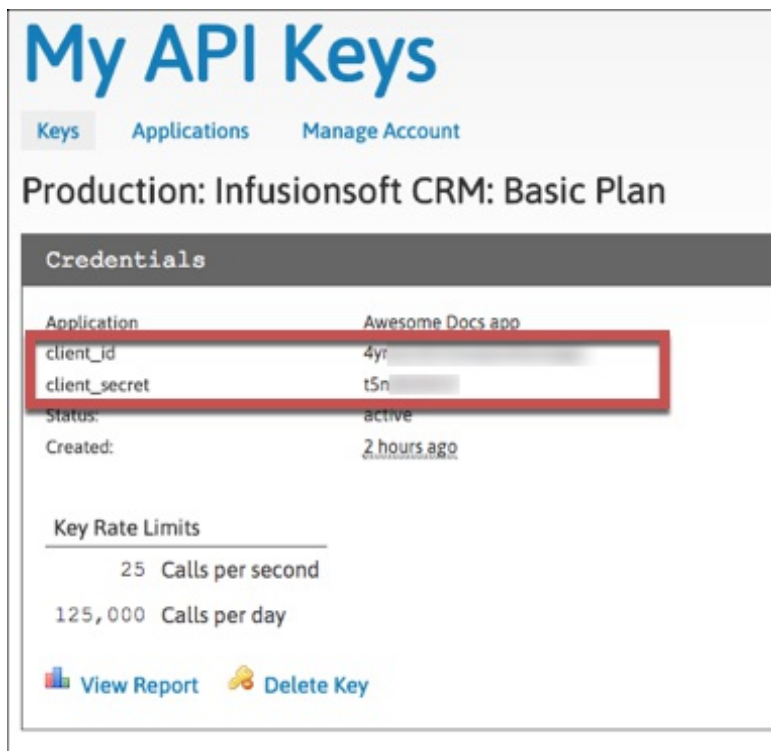 My API Keys
Keys Applications Manage Account
Production: Infusionsoft CRM: Basic Plan
Credentials
Application Awesome Docs app
client_id
client_secret
Status: active
Created: 2 hours ago
Key Rate Limits
25 Calls per second
125,000 Calls per day
View Report Delete Key